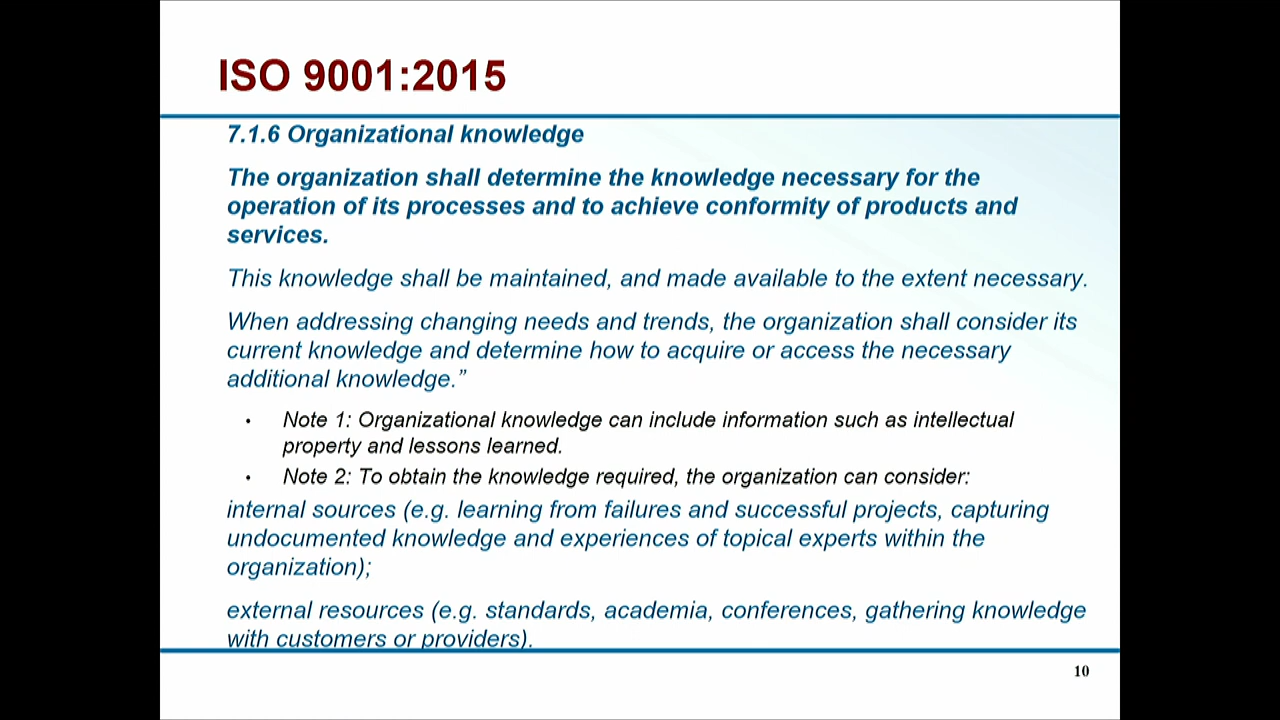 ISO 9001:2015
7.1.6 Organizational knowledge
The organization shall determine the knowledge necessary for the
operation of its processes and to achieve conformity of products and
services.
This knowledge shall be maintained, and made available to the extent necessary.
When addressing changing needs and trends, the organization shall consider its
current knowledge and determine how to acquire or access the necessary
additional knowledge.”
• Note 1: Organizational knowledge can include information such as intellectual
property and lessons learned.
• Note 2: To obtain the knowledge required, the organization can consider:
internal sources (e.g. learning from failures and successful projects, capturing
undocumented knowledge and experiences of topical experts within the
organization);
external resources (e.g. standards, academia, conferences, gathering knowledge
with customers or providers).
10